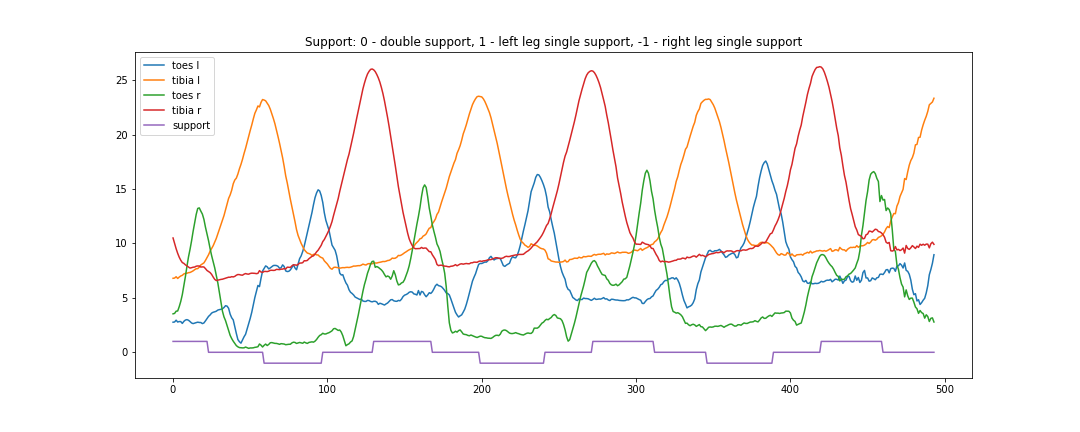 Support: 0 - double support, 1 - left leg single support, -1 - right leg single support
toes l
tibia l
toes r
tibia r
support
25
20
15
10
5
0
0 100 200 300 400 500